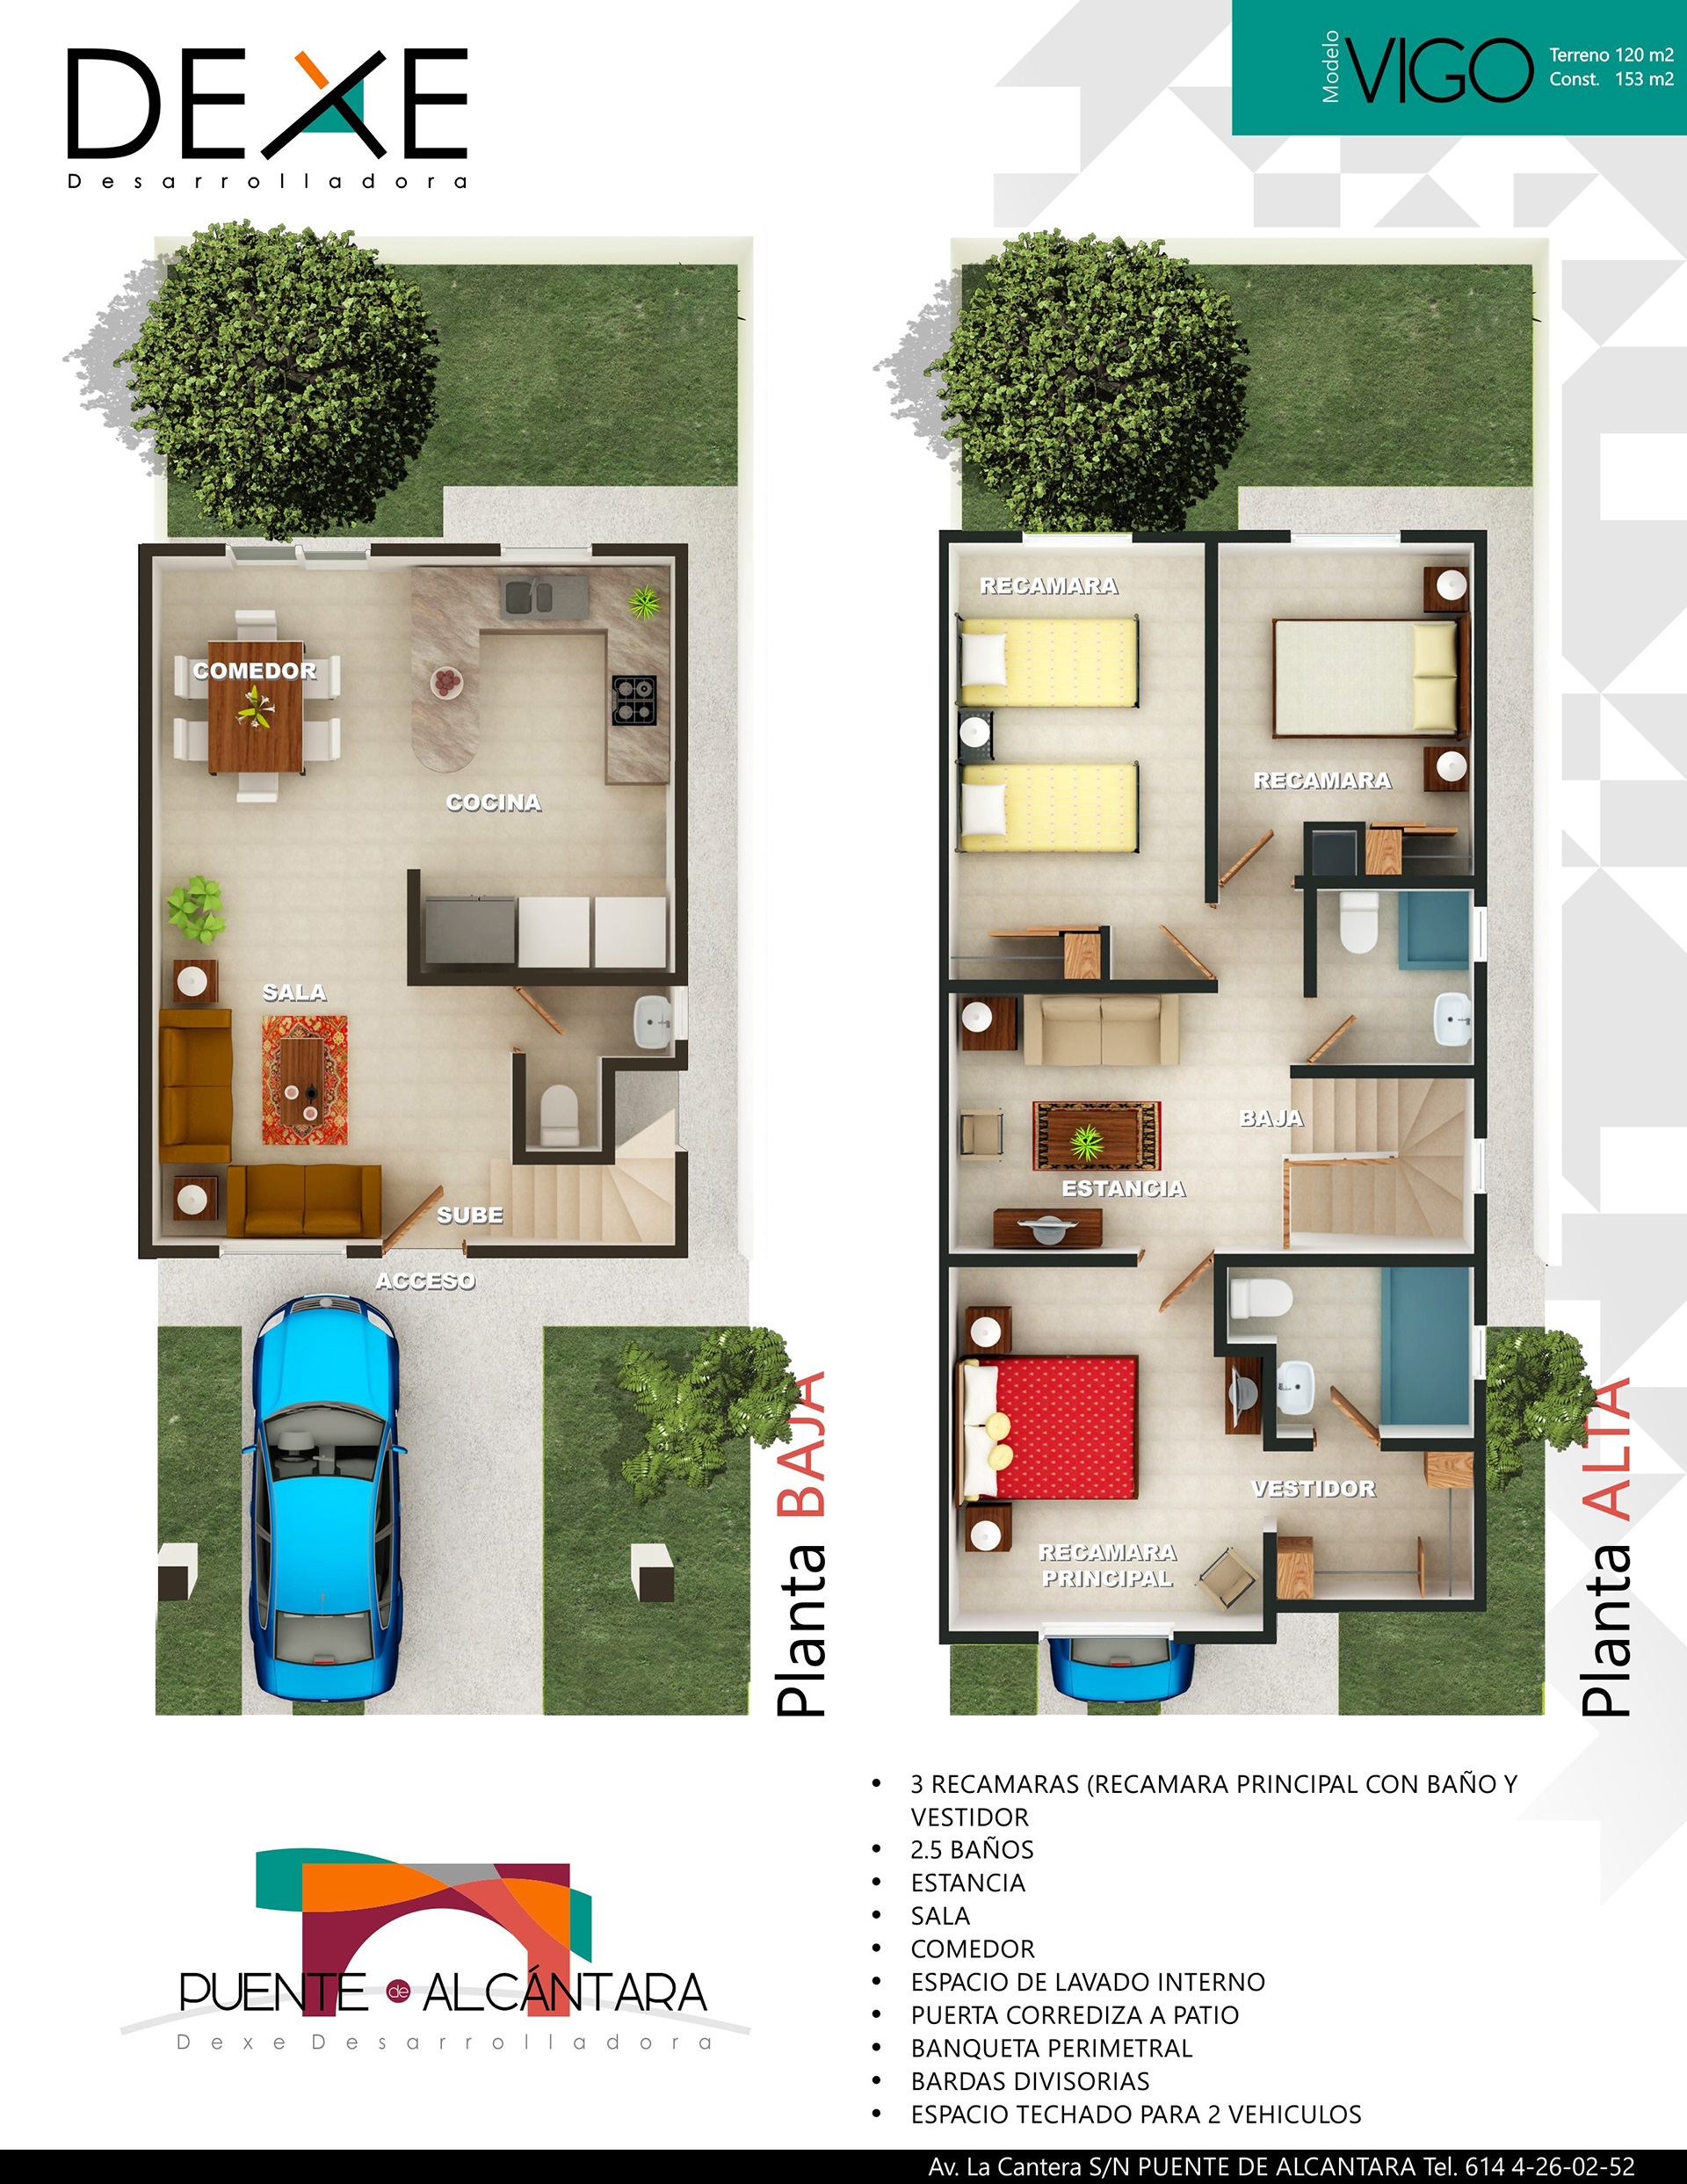 DEXE
Desarrolladora
Modelo
VIGO
Terreno 120 m2
Const. 153 m2
COMEDOR
COCINA
SALA
SUBE
ACCESO
Planta BAJA
RECAMARA
RECAMARA
BAJA
ESTANCIA
VESTIDOR
RECAMARA
PRINCIPAL
Planta ALTA
• 3 RECAMARAS (RECAMARA PRINCIPAL CON BAÑO Y
VESTIDOR
• 2.5 BAÑOS
• ESTANCIA
• SALA
• COMEDOR
• ESPACIO DE LAVADO INTERNO
• PUERTA CORREDIZA A PATIO
• BANQUETA PERIMETRAL
• BARDAS DIVISORIAS
• ESPACIO TECHADO PARA 2 VEHICULOS
PUENTE de ALCÁNTARA
Dexe Desarrolladora
Av. La Cantera S/N PUENTE DE ALCANTARA Tel. 614 4-26-02-52